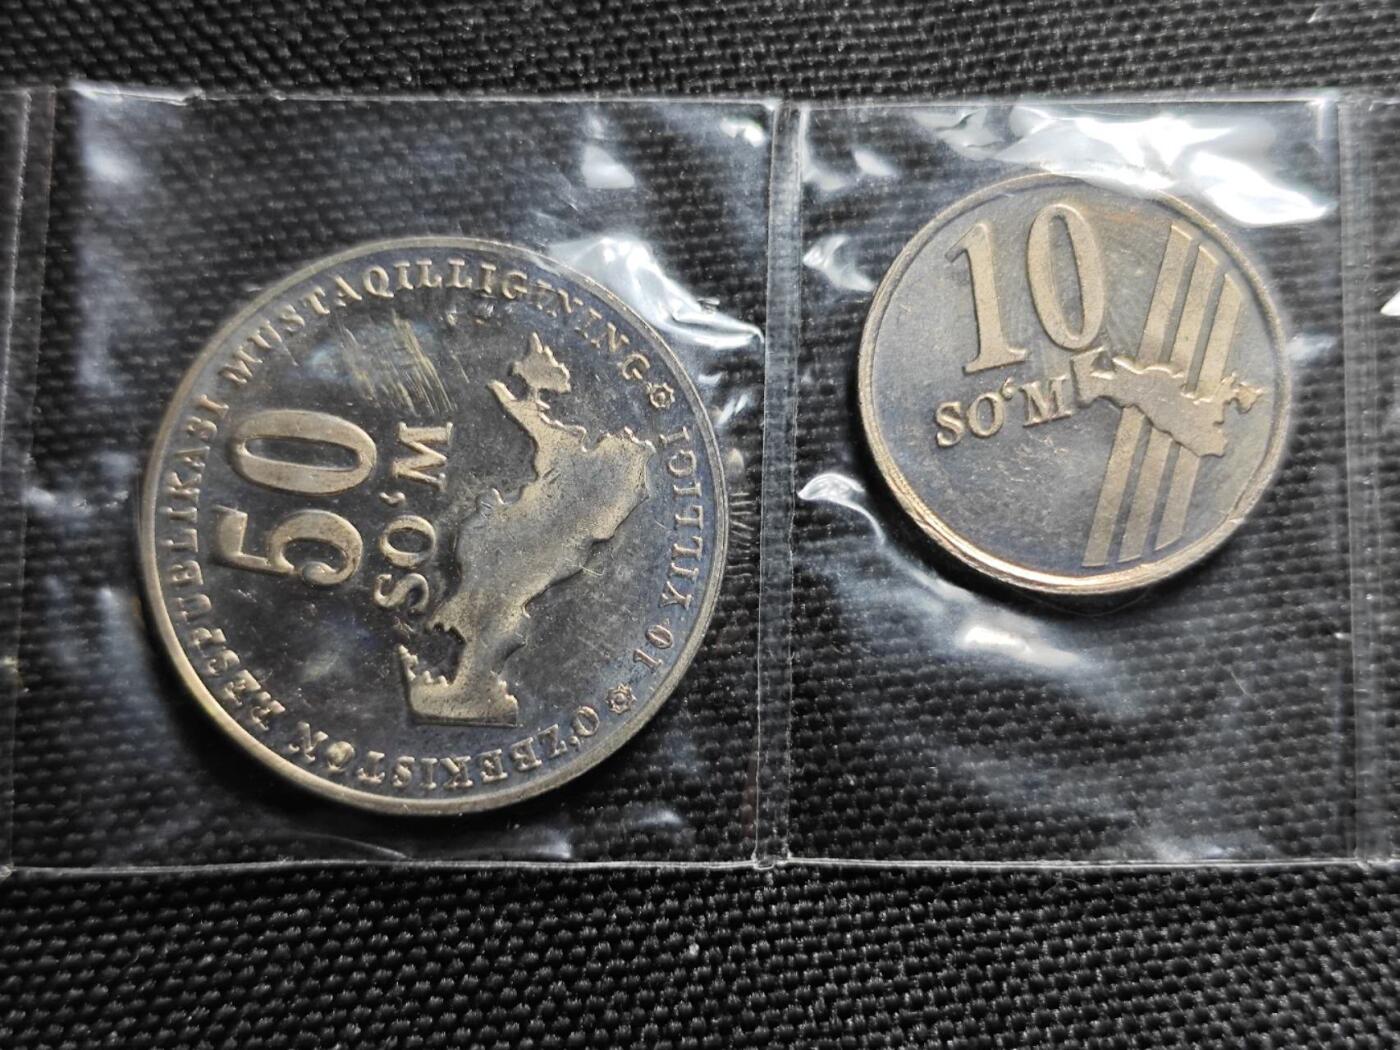 O'ZBEKISTON RESPUBLIKASI MUSTAQILLIGINING
10 YILLIGI
50
SO'M
10
SO'M